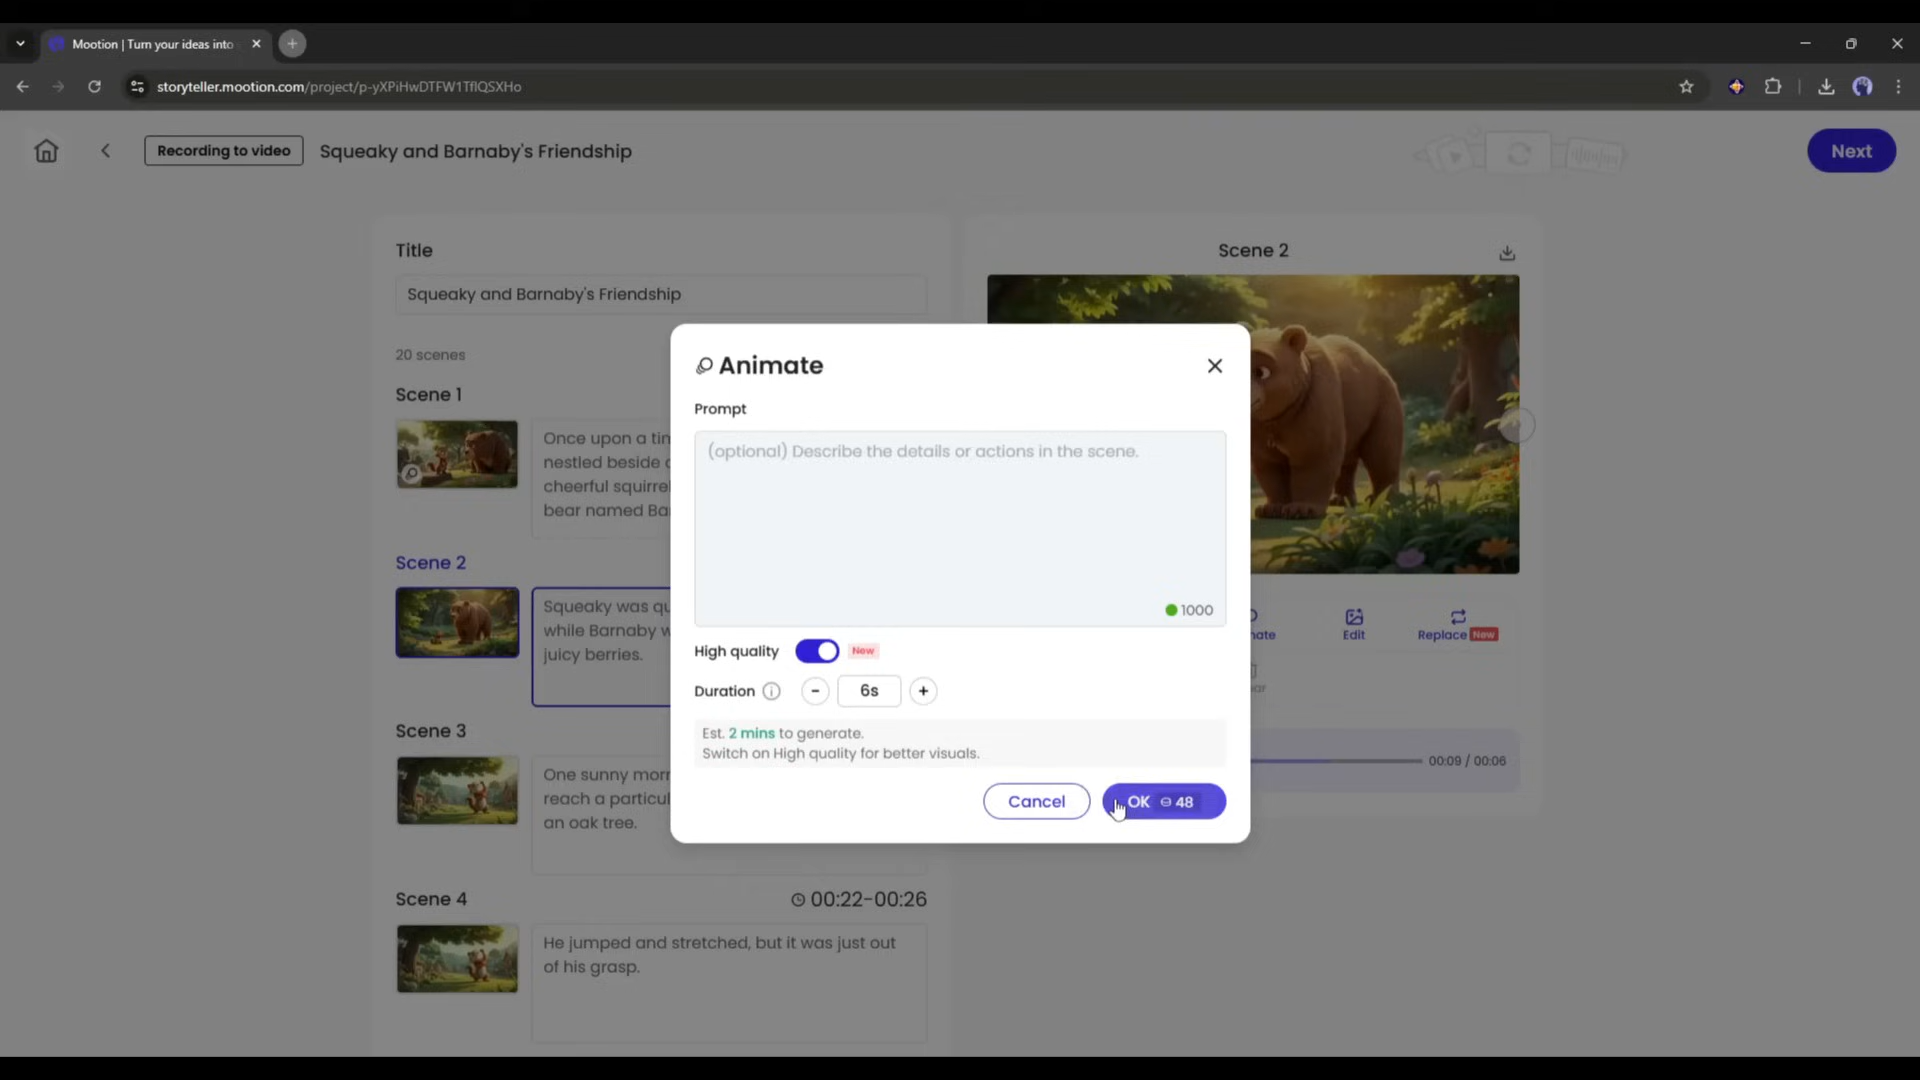 Mootion | Turn your ideas into
storyteller.mootion.com/project/p-yXPiHwDTFW1TflQSXHo
Recording to video
Squeaky and Barnaby's Friendship
Next
Title
Squeaky and Barnaby's Friendship
20 scenes
Scene 1
Once upon a tin
nestled beside
cheerful squirre
bear named Ba
Scene 2
Squeaky was qu
while Barnaby w
juicy berries.
Scene 3
One sunny morr
reach a particul
an oak tree.
Scene 4
00:22-00:26
He jumped and stretched, but it was just out
of his grasp.
Animate
Prompt
(optional) Describe the details or actions in the scene.
1000
High quality
New
Duration
- 6s +
Est. 2 mins to generate.
Switch on High quality for better visuals.
Cancel
OK 48
Scene 2
nate
Edit
Replace New
ar
00:09 / 00:06